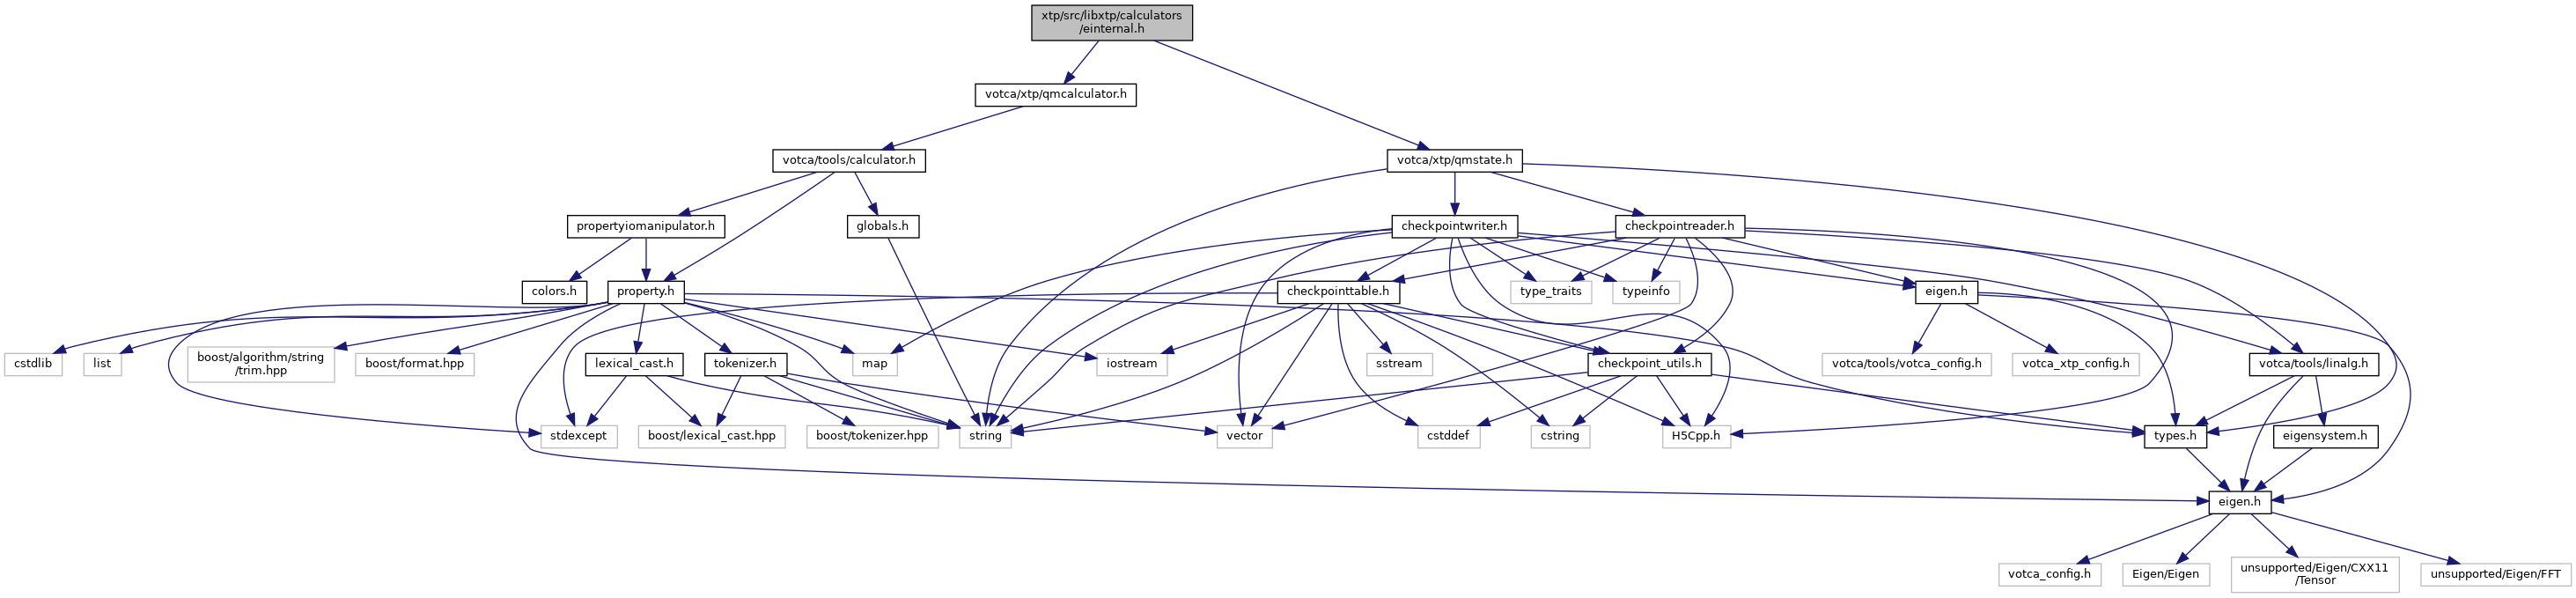 xtp/src/libxtp/calculators
/einternal.h
votca/xtp/qmcalculator.h
votca/tools/calculator.h
votca/xtp/qmstate.h
propertyiomanipulator.h
globals.h
checkpointwriter.h
checkpointreader.h
colors.h
property.h
checkpointtable.h
type_traits
typeinfo
eigen.h
cstdlib
list
boost/algorithm/string
/trim.hpp
boost/format.hpp
lexical_cast.h
tokenizer.h
map
iostream
sstream
checkpoint_utils.h
votca/tools/votca_config.h
votca_xtp_config.h
votca/tools/linalg.h
stdexcept
boost/lexical_cast.hpp
boost/tokenizer.hpp
string
vector
cstddef
cstring
H5Cpp.h
types.h
eigensystem.h
eigen.h
votca_config.h
Eigen/Eigen
unsupported/Eigen/CXX11
/Tensor
unsupported/Eigen/FFT